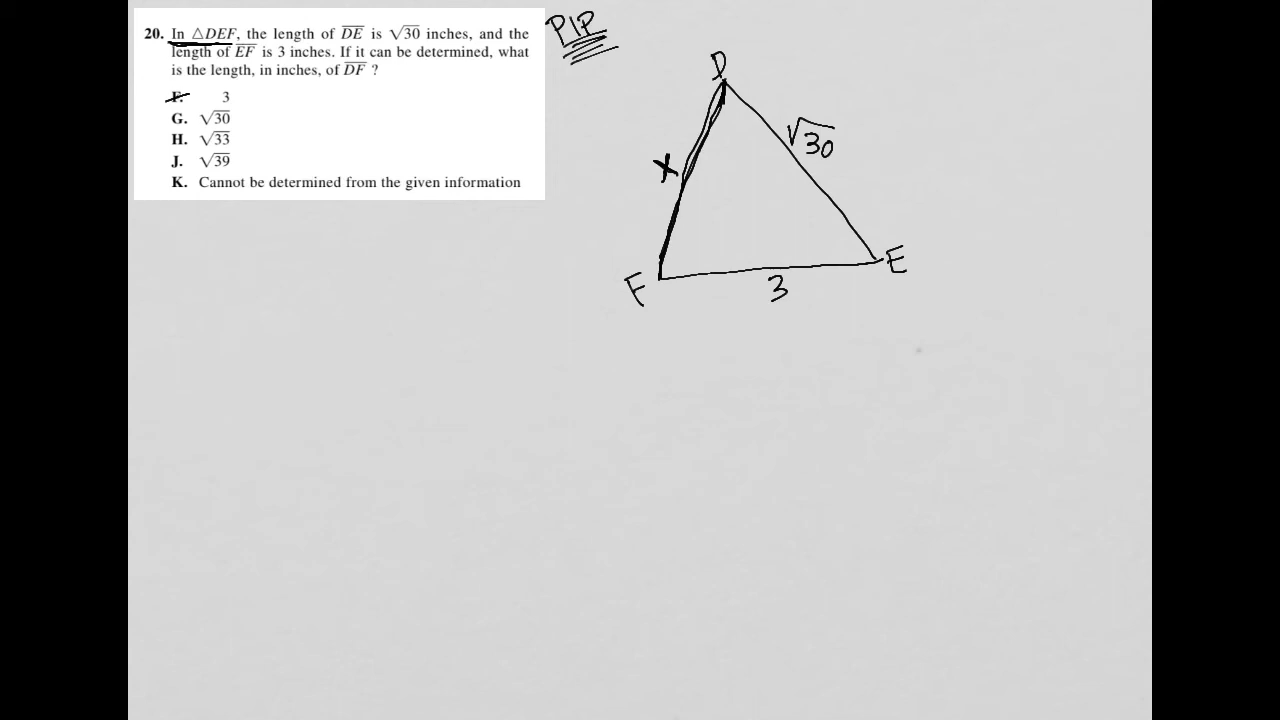 20. In △DEF, the length of DE is √30 inches, and the
length of EF is 3 inches. If it can be determined, what
is the length, in inches, of DF ?
F. 3
G. √30
H. √33
J. √39
K. Cannot be determined from the given information
PIP
D
√30
X
E
F
3